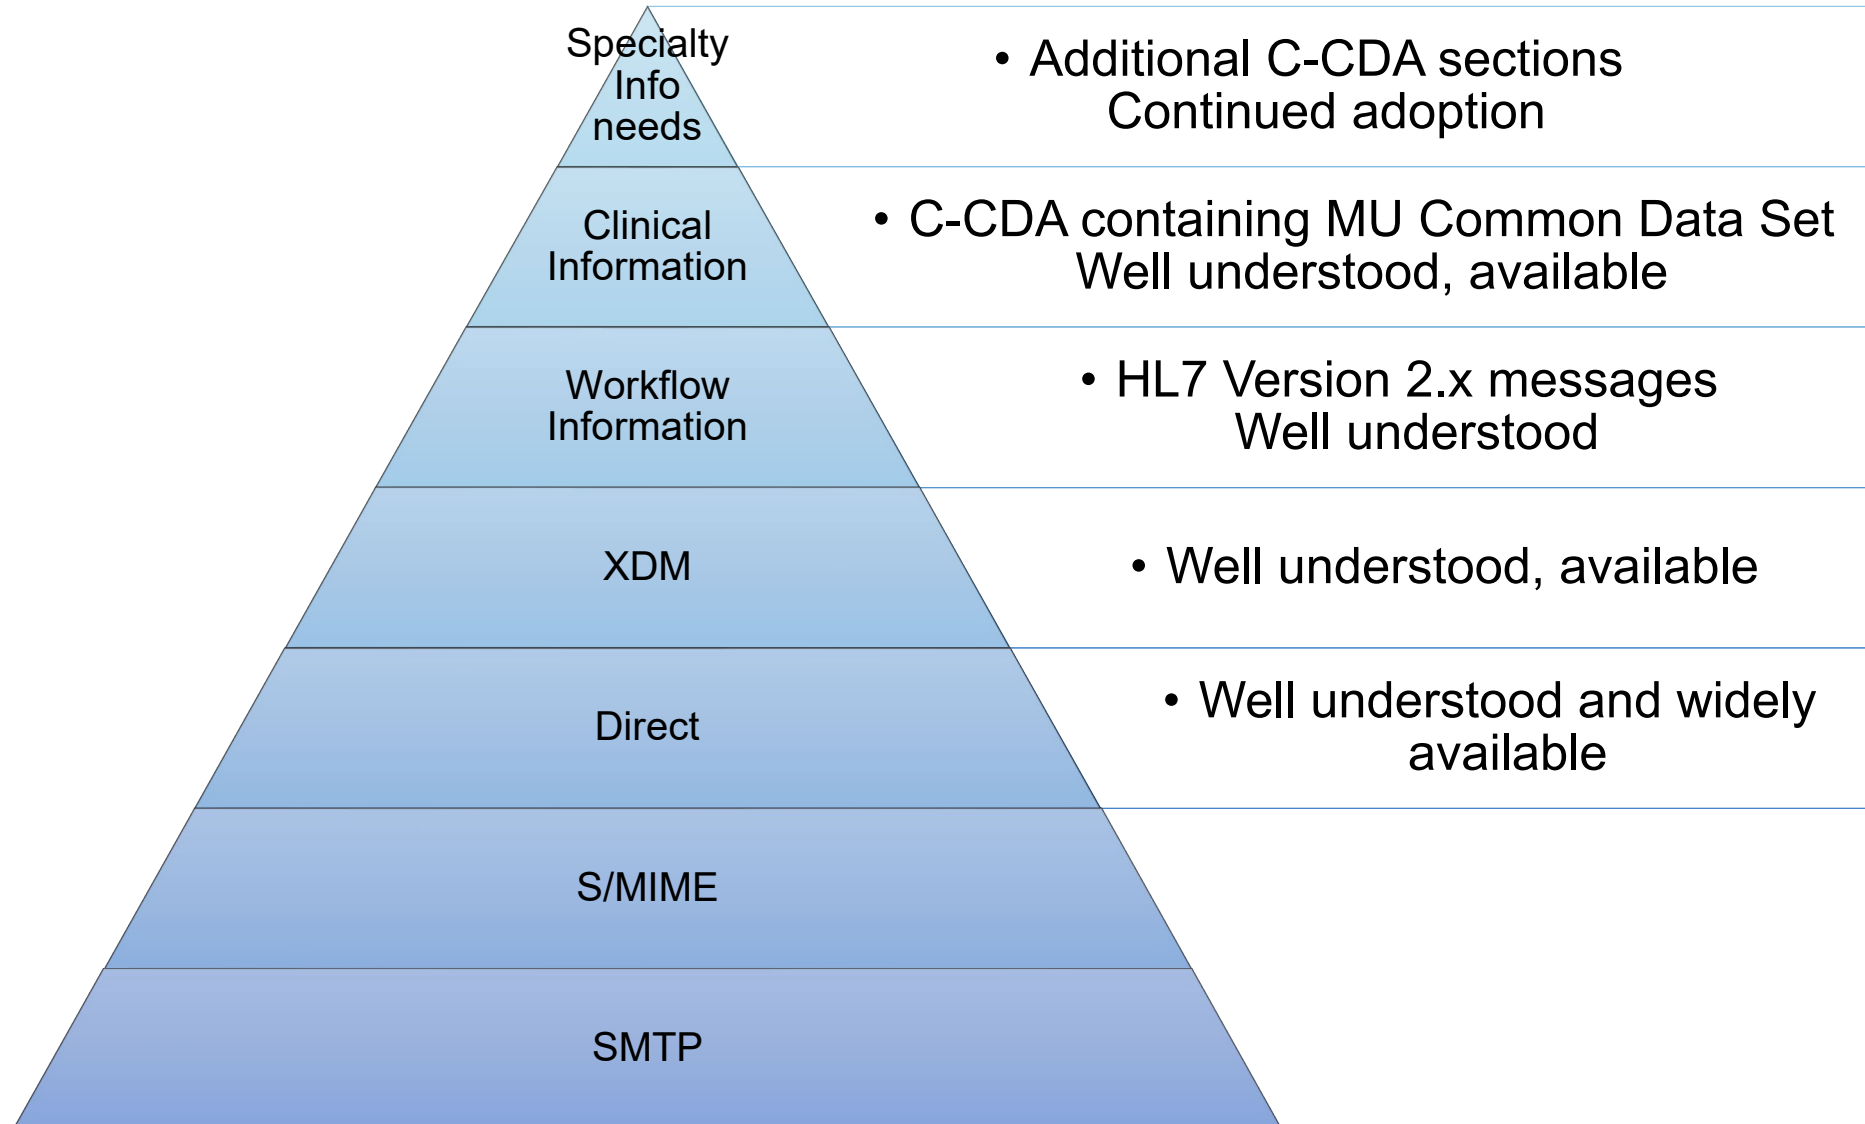 Specialty
Info
needs
• Additional C-CDA sections
Continued adoption
Clinical
Information
• C-CDA containing MU Common Data Set
Well understood, available
Workflow
Information
• HL7 Version 2.x messages
Well understood
XDM
• Well understood, available
Direct
• Well understood and widely
available
S/MIME
SMTP